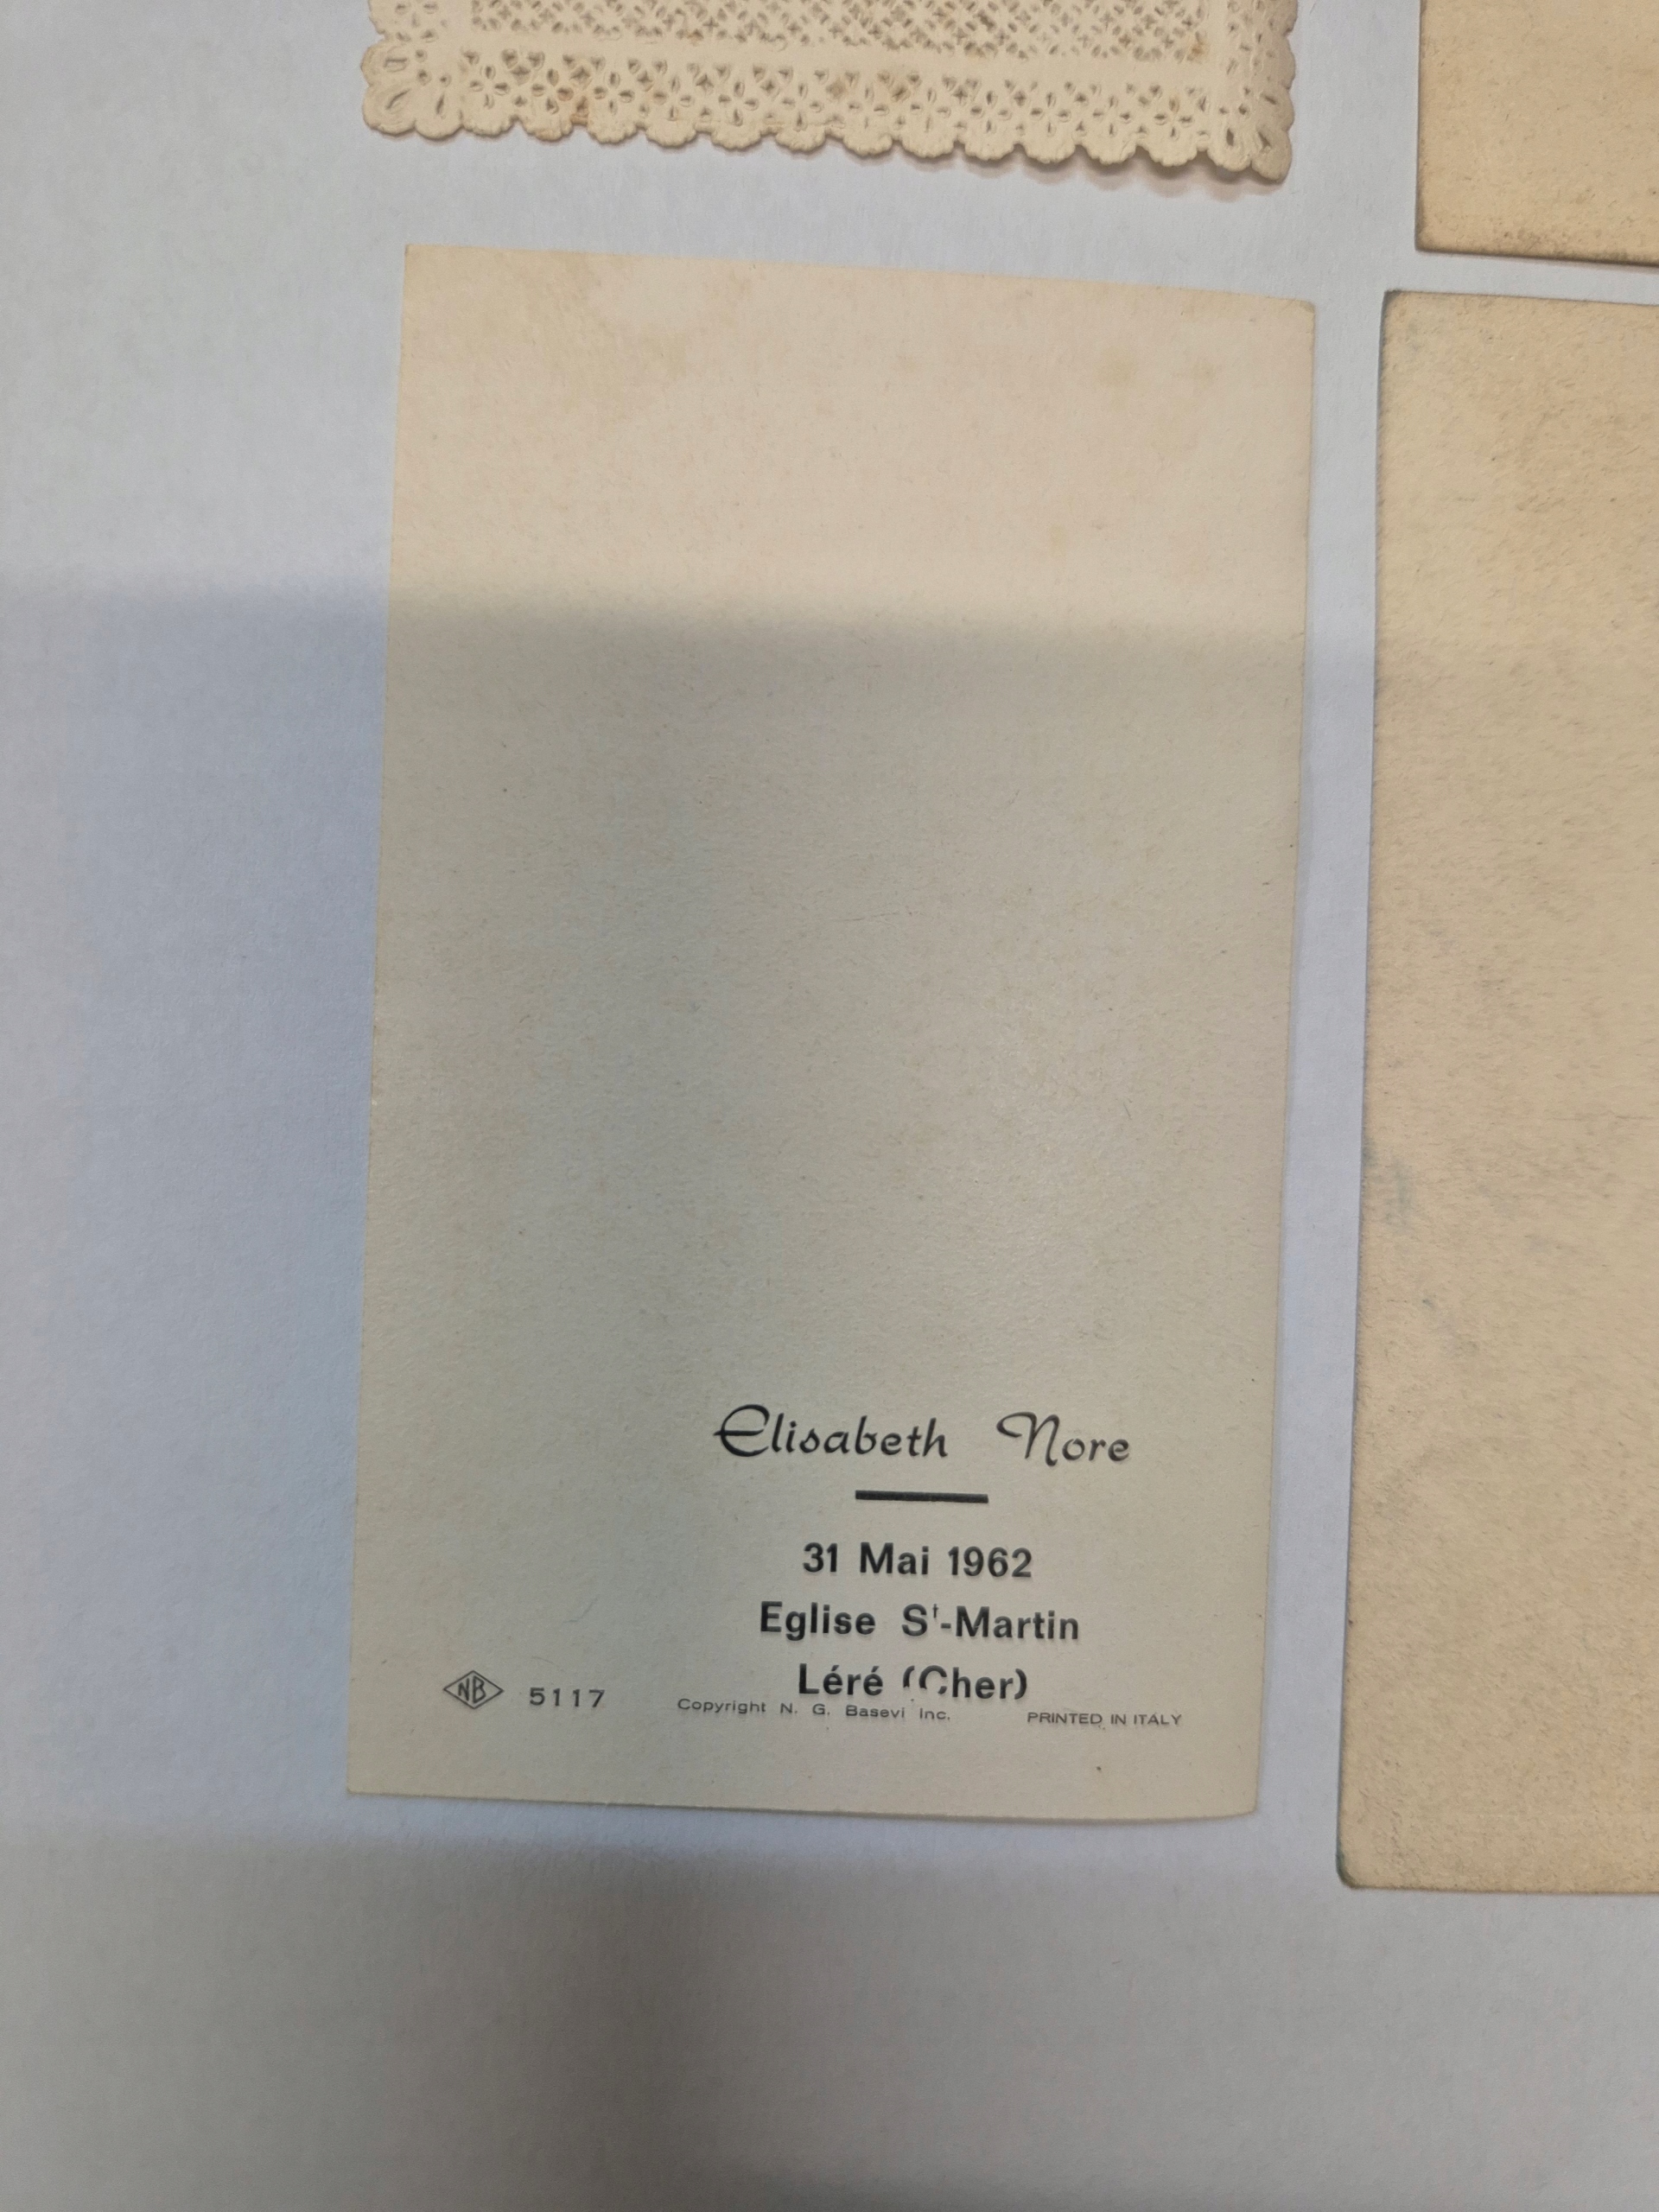 Elisabeth Nore
31 Mai 1962
Eglise St-Martin
Léré (Cher)
NB 5117
Copyright N. G. Basevi Inc. PRINTED IN ITALY